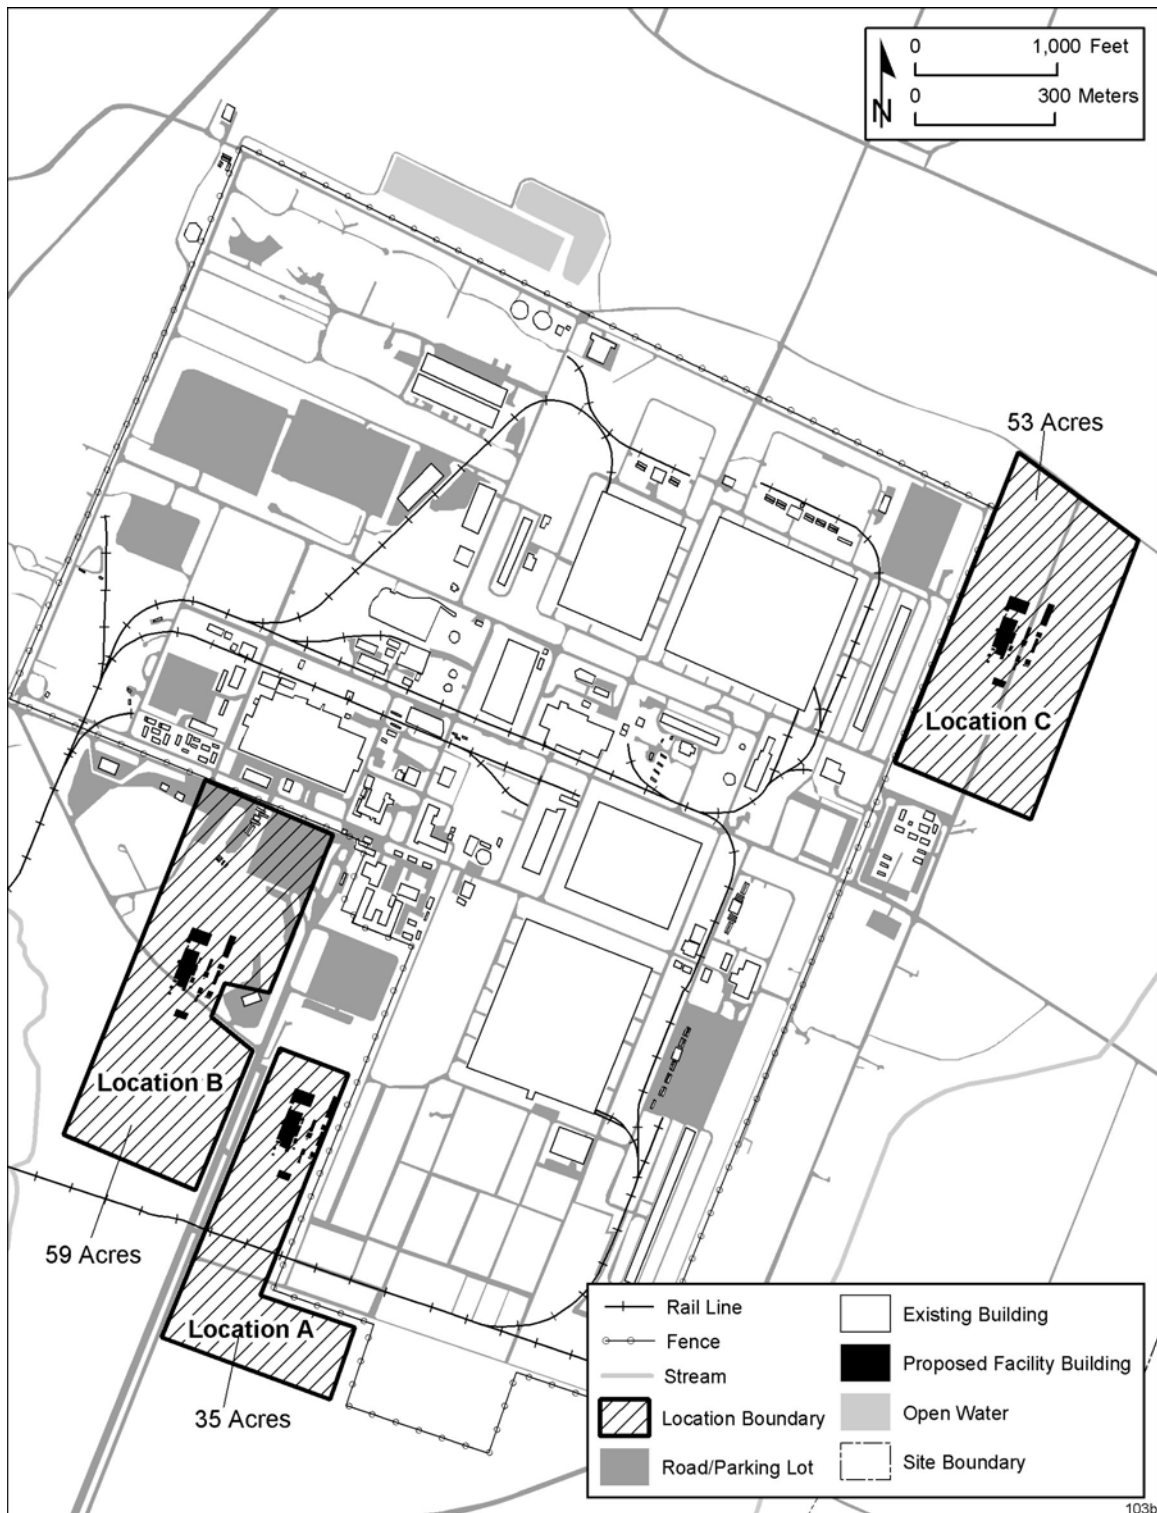 0 1,000 Feet
0 300 Meters
N
53 Acres
Location C
Location B
59 Acres
Location A
35 Acres
Rail Line
Fence
Stream
Location Boundary
Road/Parking Lot
Existing Building
Proposed Facility Building
Open Water
Site Boundary
103b